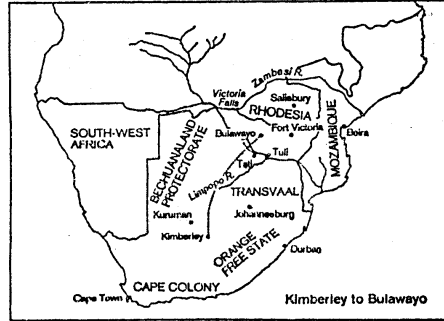 Zambesi R.
Victoria
Falls
Salisbury
RHODESIA
SOUTH-WEST
AFRICA
BECHUANALAND
PROTECTORATE
Bulawayo
Fort Victoria
Beira
MOZAMBIQUE
Tati
Tuli
Limpopo R.
TRANSVAAL
Kuruman
Johannesburg
Kimberley
ORANGE
FREE STATE
Durban
CAPE COLONY
Cape Town
Kimberley to Bulawayo